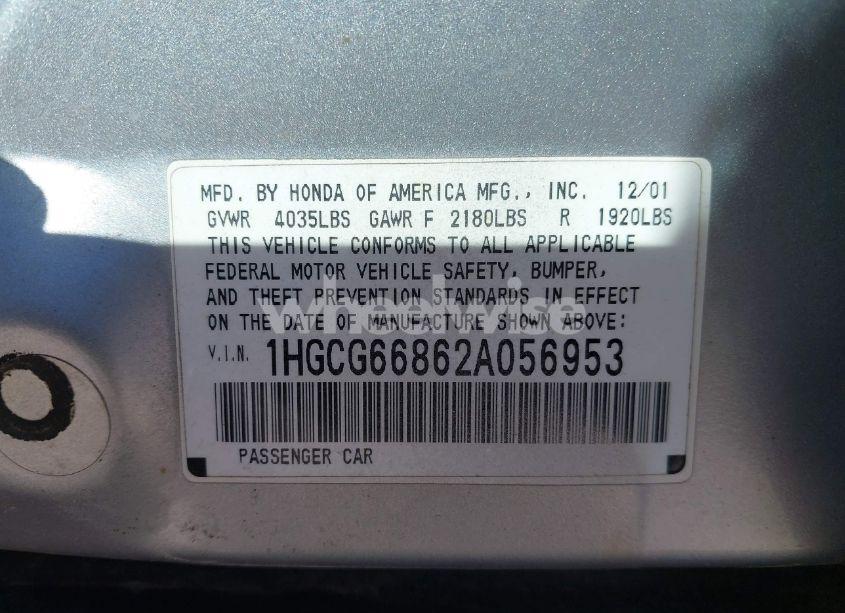 MFD. BY HONDA OF AMERICA MFG., INC. 12/01
GVWR 4035LBS GAWR F 2180LBS R 1920LBS
THIS VEHICLE CONFORMS TO ALL APPLICABLE
FEDERAL MOTOR VEHICLE SAFETY, BUMPER,
AND THEFT PREVENTION STANDARDS IN EFFECT
wheelwise
ON THE DATE OF MANUFACTURE SHOWN ABOVE:
V.I.N. 1HGCG66862A056953
PASSENGER CAR